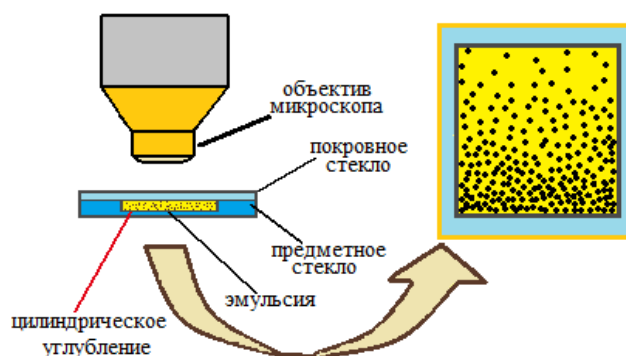 объектив
микроскопа
покровное
стекло
предметное
стекло
эмульсия
цилиндрическое
углубление